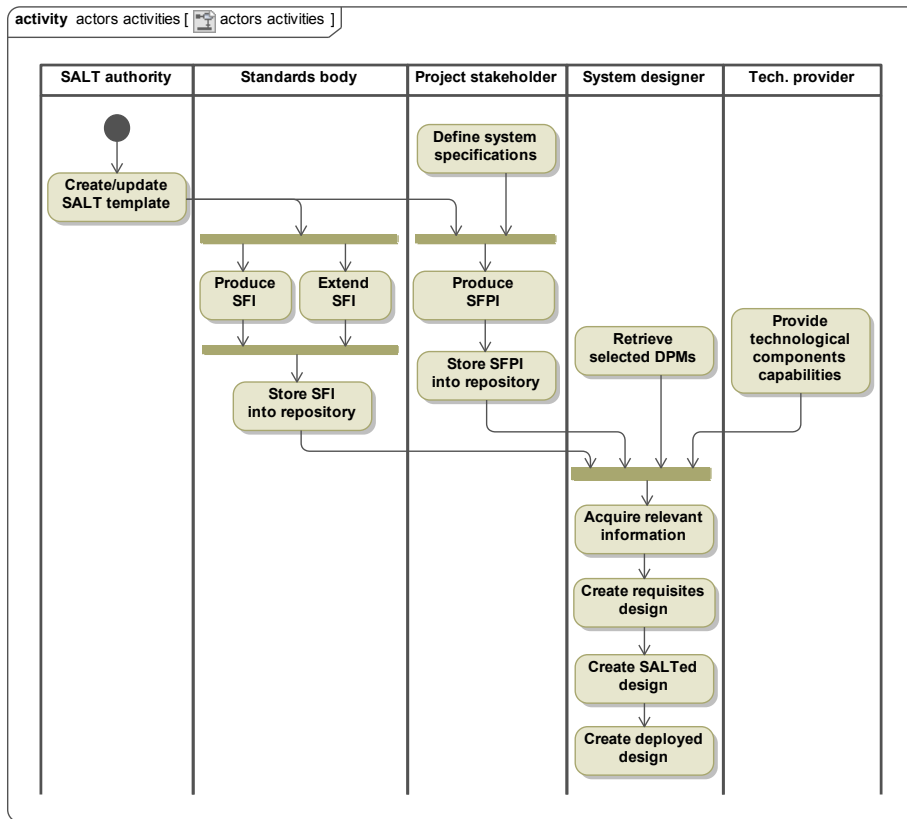 activity actors activities [ actors activities ]
SALT authority
Standards body
Project stakeholder
System designer
Tech. provider
Create/update
SALT template
Define system
specifications
Produce
SFI
Extend
SFI
Produce
SFPI
Store SFI
into repository
Store SFPI
into repository
Retrieve
selected DPMs
Provide
technological
components
capabilities
Acquire relevant
information
Create requisites
design
Create SALTed
design
Create deployed
design